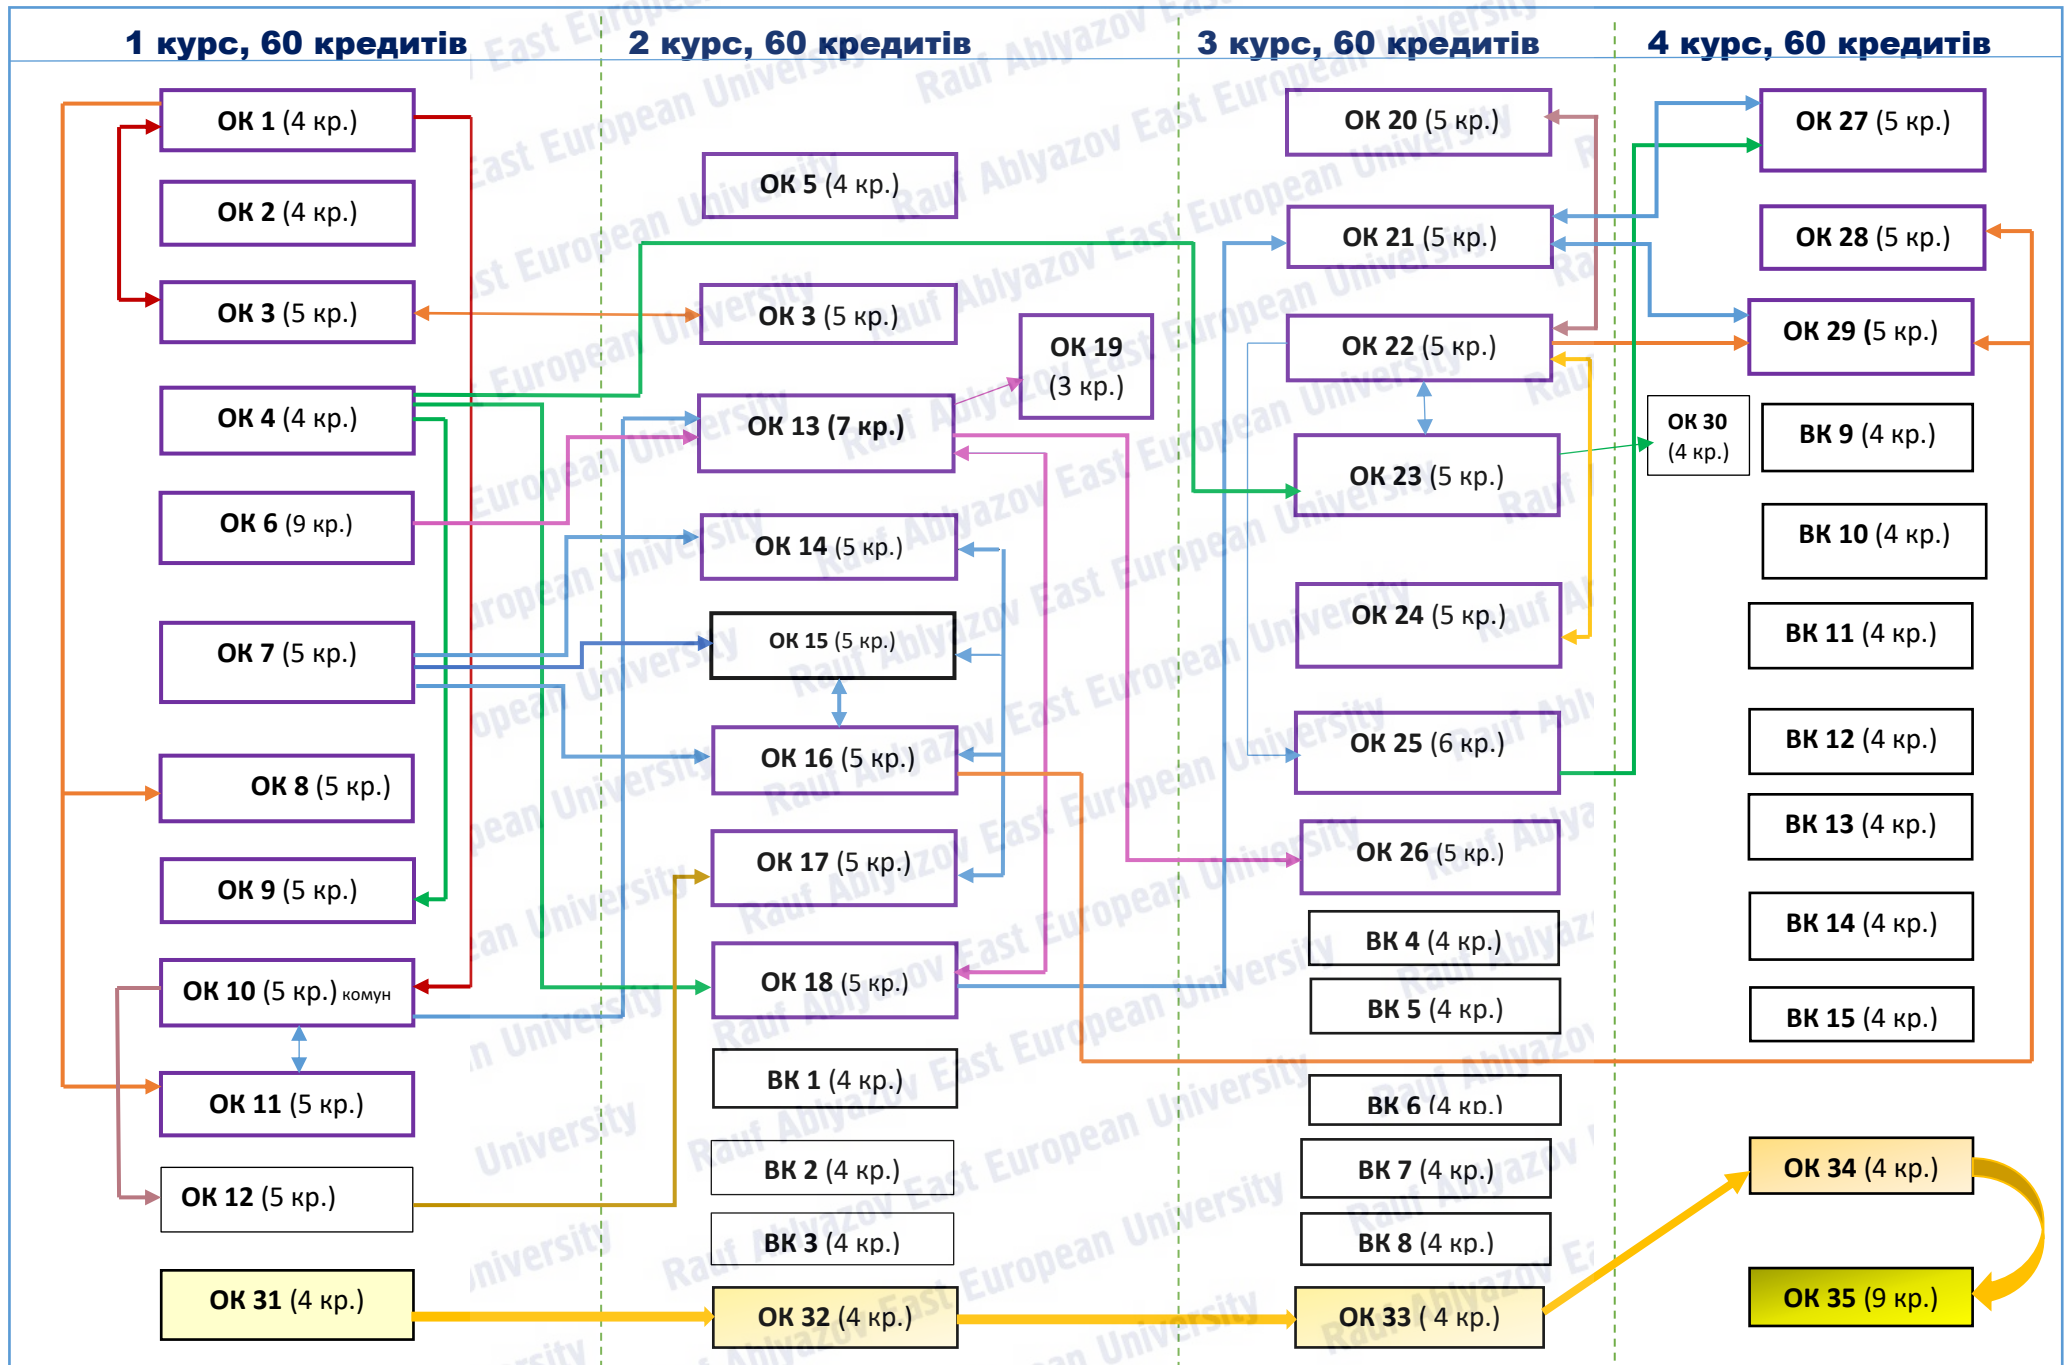 1 курс, 60 кредитів
ОК 1 (4 кр.)
ОК 2 (4 кр.)
ОК 3 (5 кр.)
ОК 4 (4 кр.)
ОК 6 (9 кр.)
ОК 7 (5 кр.)
ОК 8 (5 кр.)
ОК 9 (5 кр.)
ОК 10 (5 кр.) комун
ОК 11 (5 кр.)
ОК 12 (5 кр.)
ОК 31 (4 кр.)
2 курс, 60 кредитів
ОК 5 (4 кр.)
ОК 3 (5 кр.)
ОК 19
(3 кр.)
ОК 13 (7 кр.)
ОК 14 (5 кр.)
ОК 15 (5 кр.)
ОК 16 (5 кр.)
ОК 17 (5 кр.)
ОК 18 (5 кр.)
ВК 1 (4 кр.)
ВК 2 (4 кр.)
ВК 3 (4 кр.)
ОК 32 (4 кр.)
3 курс, 60 кредитів
ОК 20 (5 кр.)
ОК 21 (5 кр.)
ОК 22 (5 кр.)
ОК 23 (5 кр.)
ОК 24 (5 кр.)
ОК 25 (6 кр.)
ОК 26 (5 кр.)
ВК 4 (4 кр.)
ВК 5 (4 кр.)
ВК 6 (4 кр.)
ВК 7 (4 кр.)
ВК 8 (4 кр.)
ОК 33 ( 4 кр.)
4 курс, 60 кредитів
ОК 27 (5 кр.)
ОК 28 (5 кр.)
ОК 29 (5 кр.)
ОК 30
(4 кр.)
ВК 9 (4 кр.)
ВК 10 (4 кр.)
ВК 11 (4 кр.)
ВК 12 (4 кр.)
ВК 13 (4 кр.)
ВК 14 (4 кр.)
ВК 15 (4 кр.)
ОК 34 (4 кр.)
ОК 35 (9 кр.)
Rauf Ablyazov East European University